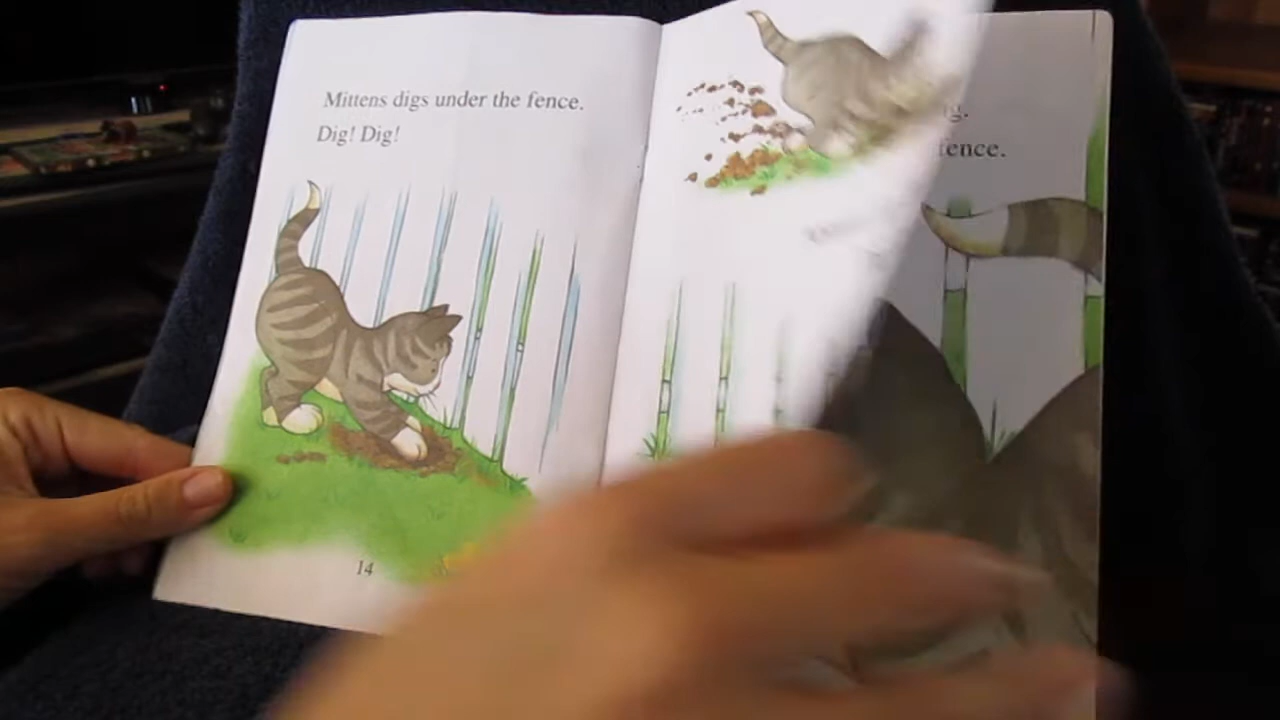 Mittens digs under the fence.
Dig! Dig!
fence.
14